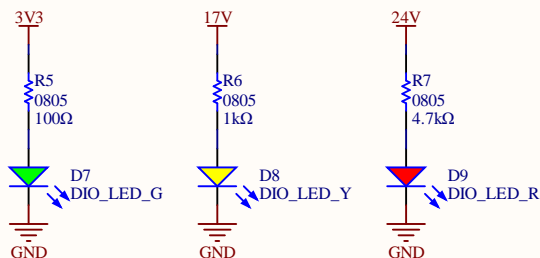 3V3
R5
0805
100Ω
D7
DIO_LED_G
GND
17V
R6
0805
1kΩ
D8
DIO_LED_Y
GND
24V
R7
0805
4.7kΩ
D9
DIO_LED_R
GND